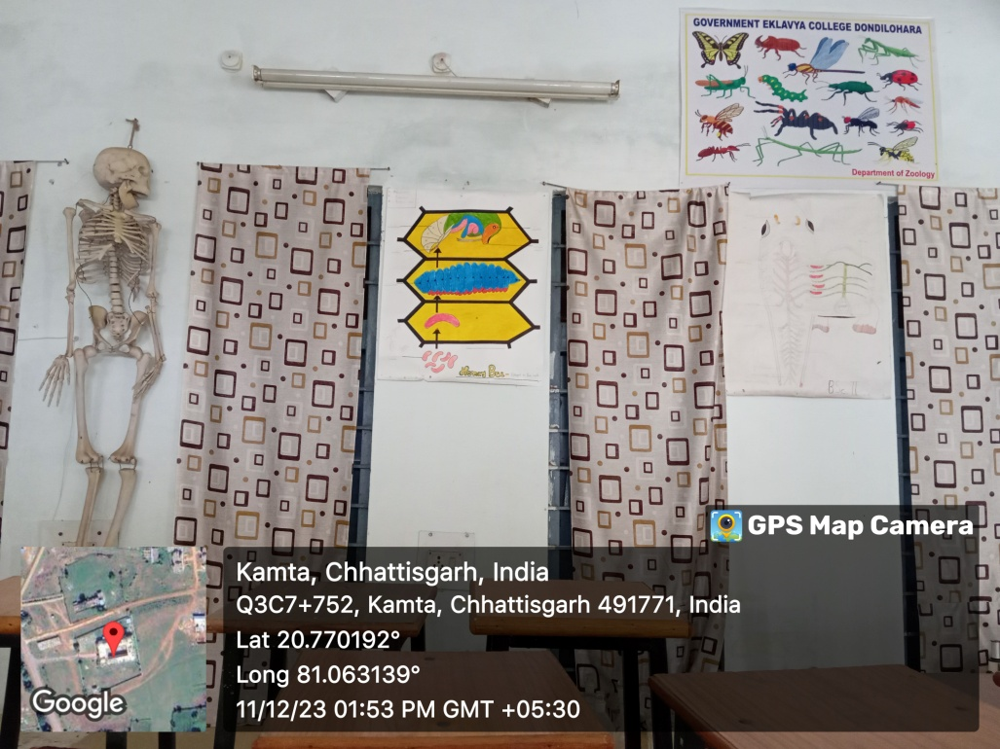 GOVERNMENT EKLAVYA COLLEGE DONDILOHARA
Department of Zoology
GPS Map Camera
Kamta, Chhattisgarh, India
Q3C7+752, Kamta, Chhattisgarh 491771, India
Lat 20.770192°
Long 81.063139°
11/12/23 01:53 PM GMT +05:30
Google